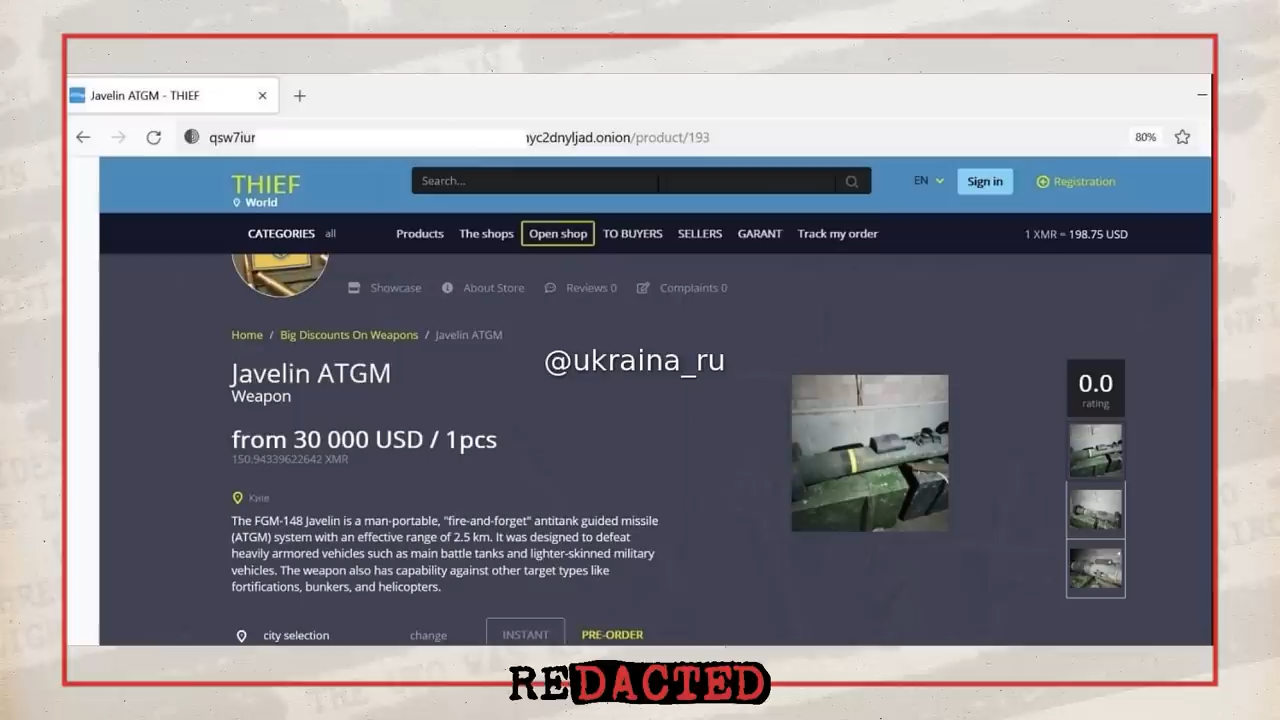 Javelin ATGM - THIEF
qsw7iur
yc2dnyljad.onion/product/193
80%
THIEF
World
Search...
EN
Sign in
Registration
CATEGORIES all
Products
The shops
Open shop
TO BUYERS
SELLERS
GARANT
Track my order
1 XMR = 198.75 USD
Showcase
About Store
Reviews 0
Complaints 0
Home / Big Discounts On Weapons / Javelin ATGM
@ukraina_ru
Javelin ATGM
Weapon
0.0
rating
from 30 000 USD / 1pcs
150.94339622642 XMR
Київ
The FGM-148 Javelin is a man-portable, "fire-and-forget" antitank guided missile
(ATGM) system with an effective range of 2.5 km. It was designed to defeat
heavily armored vehicles such as main battle tanks and lighter-skinned military
vehicles. The weapon also has capability against other target types like
fortifications, bunkers, and helicopters.
city selection
change
INSTANT
PRE-ORDER
REDACTED